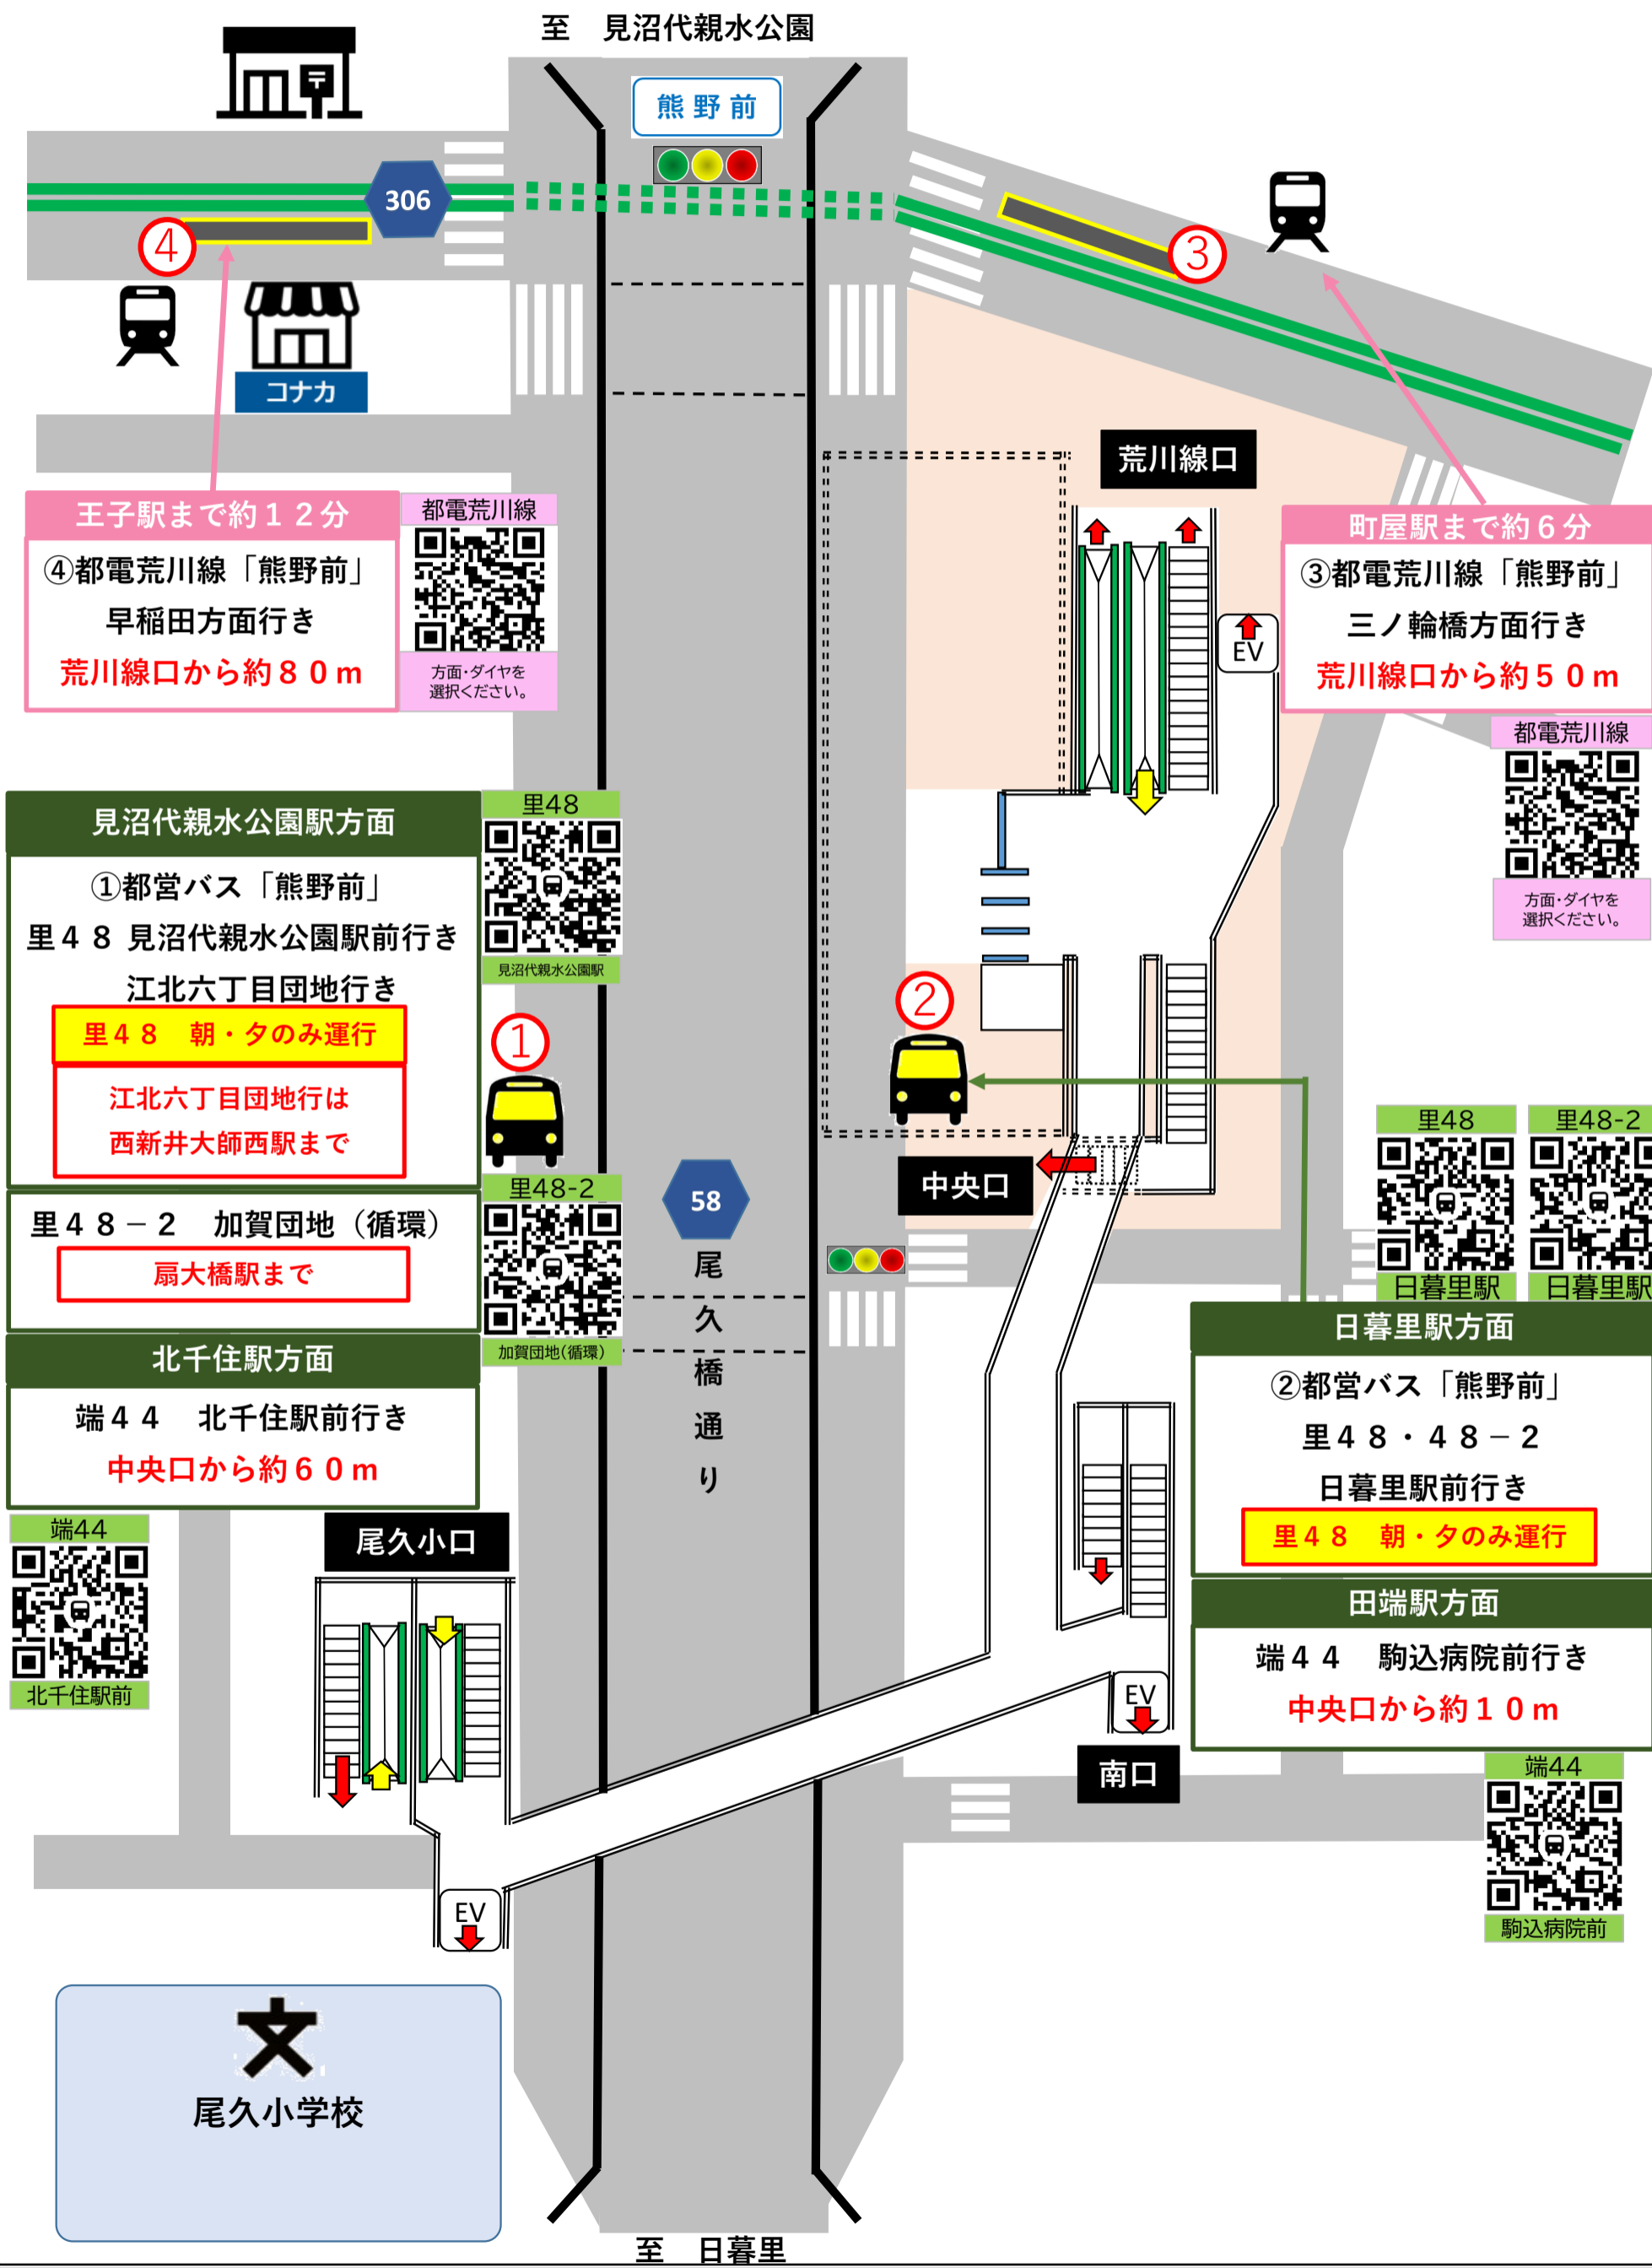 至　見沼代親水公園
熊野前
306
④
③
コナカ
荒川線口
王子駅まで約１２分
④都電荒川線「熊野前」
早稲田方面行き
荒川線口から約８０ｍ
都電荒川線
方面・ダイヤを
選択ください。
町屋駅まで約６分
③都電荒川線「熊野前」
三ノ輪橋方面行き
荒川線口から約５０ｍ
都電荒川線
方面・ダイヤを
選択ください。
EV
見沼代親水公園駅方面
①都営バス「熊野前」
里４８ 見沼代親水公園駅前行き
江北六丁目団地行き
里４８　朝・夕のみ運行
江北六丁目団地行は
西新井大師西駅まで
里４８－２　加賀団地（循環）
扇大橋駅まで
里48
見沼代親水公園駅
①
里48-2
加賀団地（循環）
②
中央口
58
尾久橋通り
北千住駅方面
端４４　北千住駅前行き
中央口から約６０ｍ
端44
北千住駅前
尾久小口
EV
里48
日暮里駅
里48-2
日暮里駅
日暮里駅方面
②都営バス「熊野前」
里４８・４８－２
日暮里駅前行き
里４８　朝・夕のみ運行
田端駅方面
端４４　駒込病院前行き
中央口から約１０ｍ
端44
駒込病院前
EV
南口
文
尾久小学校
至　日暮里